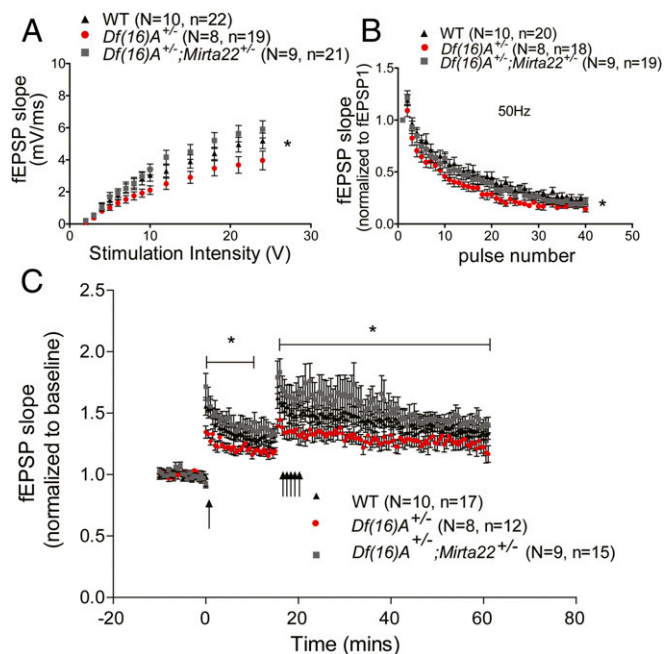 A
WT (N=10, n=22)
Df(16)A+/- (N=8, n=19)
Df(16)A+/-;Mirta22+/- (N=9, n=21)
fEPSP slope
(mV/ms)
8
6
4
2
0
*
0 10 20 30
Stimulation Intensity (V)
B
WT (N=10, n=20)
Df(16)A+/- (N=8, n=18)
Df(16)A+/-;Mirta22+/- (N=9, n=19)
fEPSP slope
(normalized to fEPSP1)
1.5
1.0
0.5
0.0
50Hz
*
0 10 20 30 40 50
pulse number
C
fEPSP slope
(normalized to baseline)
2.5
2.0
1.5
1.0
0.5
0.0
* *
WT (N=10, n=17)
Df(16)A+/- (N=8, n=12)
Df(16)A+/-;Mirta22+/- (N=9, n=15)
-20 0 20 40 60 80
Time (mins)